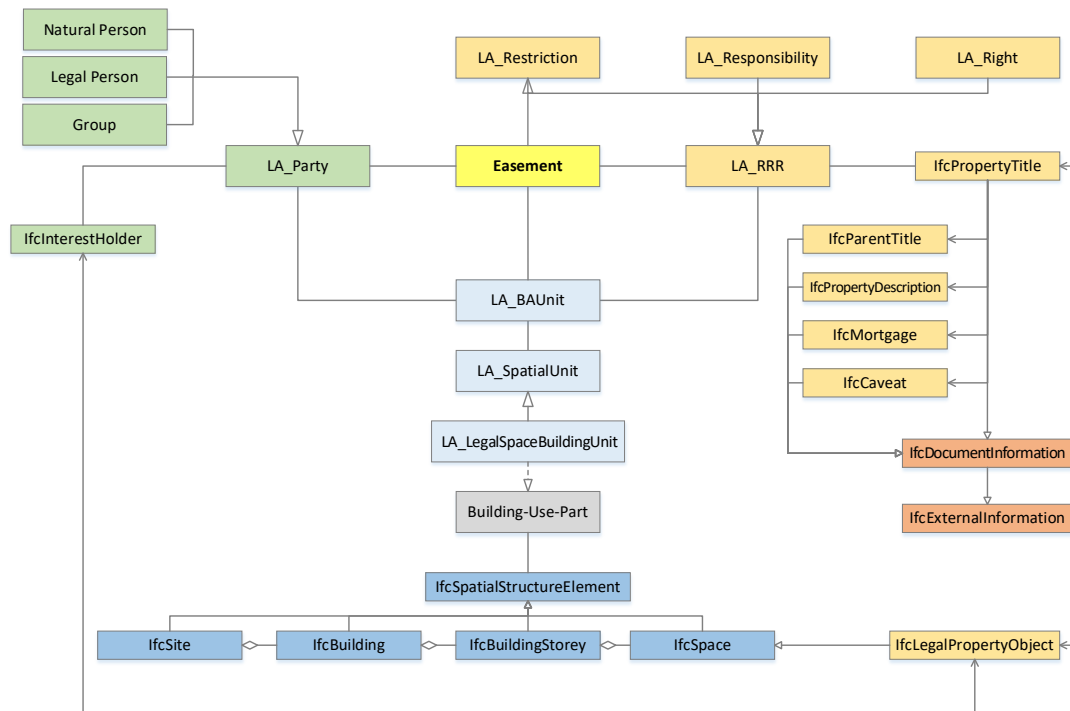 Natural Person
Legal Person
Group
LA_Restriction
LA_Responsibility
LA_Right
LA_Party
Easement
LA_RRR
IfcPropertyTitle
IfcInterestHolder
IfcParentTitle
IfcPropertyDescription
IfcMortgage
IfcCaveat
LA_BAUnit
LA_SpatialUnit
LA_LegalSpaceBuildingUnit
IfcDocumentInformation
Building-Use-Part
IfcExternalInformation
IfcSpatialStructureElement
IfcSite
IfcBuilding
IfcBuildingStorey
IfcSpace
IfcLegalPropertyObject